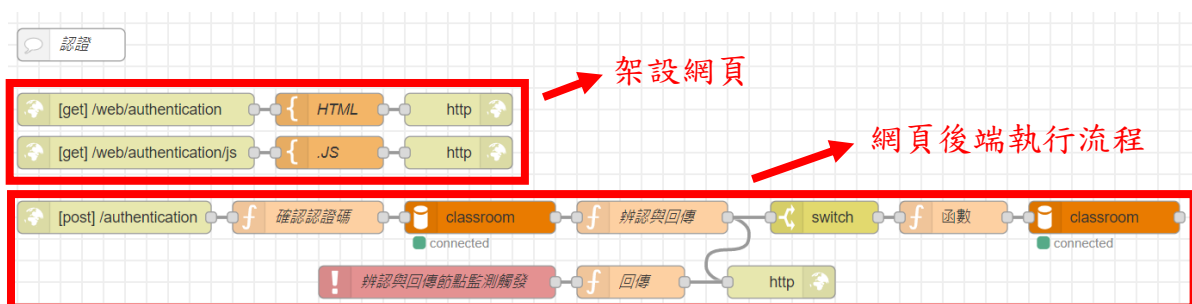 認證
架設網頁
[get] /web/authentication
HTML
http
[get] /web/authentication/js
.JS
http
網頁後端執行流程
[post] /authentication
確認認證碼
classroom
connected
辨認與回傳
switch
函數
classroom
connected
辨認與回傳節點監測觸發
回傳
http